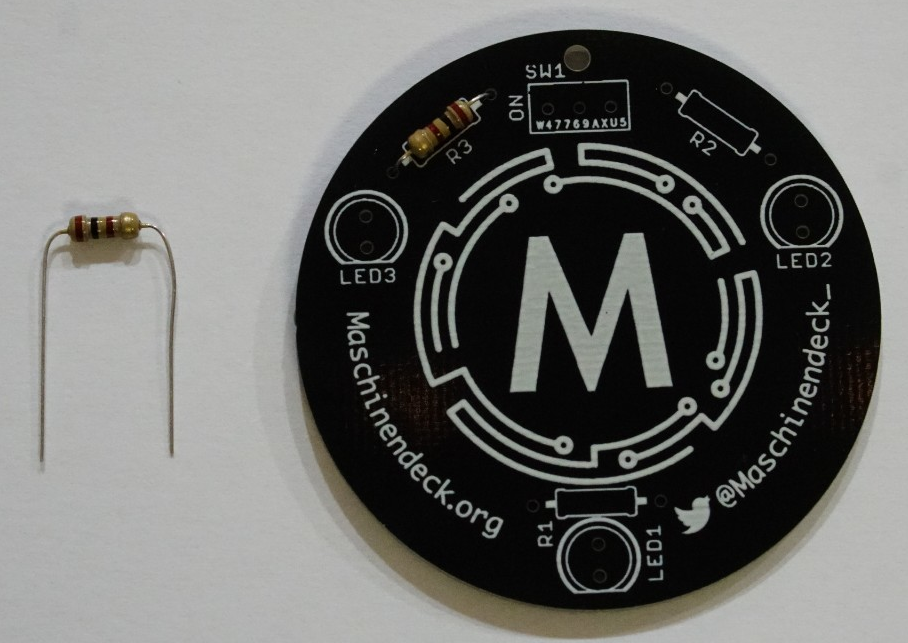 SW1
ON
W47769AXU5
R3
R2
LED3
LED2
M
Maschinendeck.org
@Maschinendeck_
R1
LED1